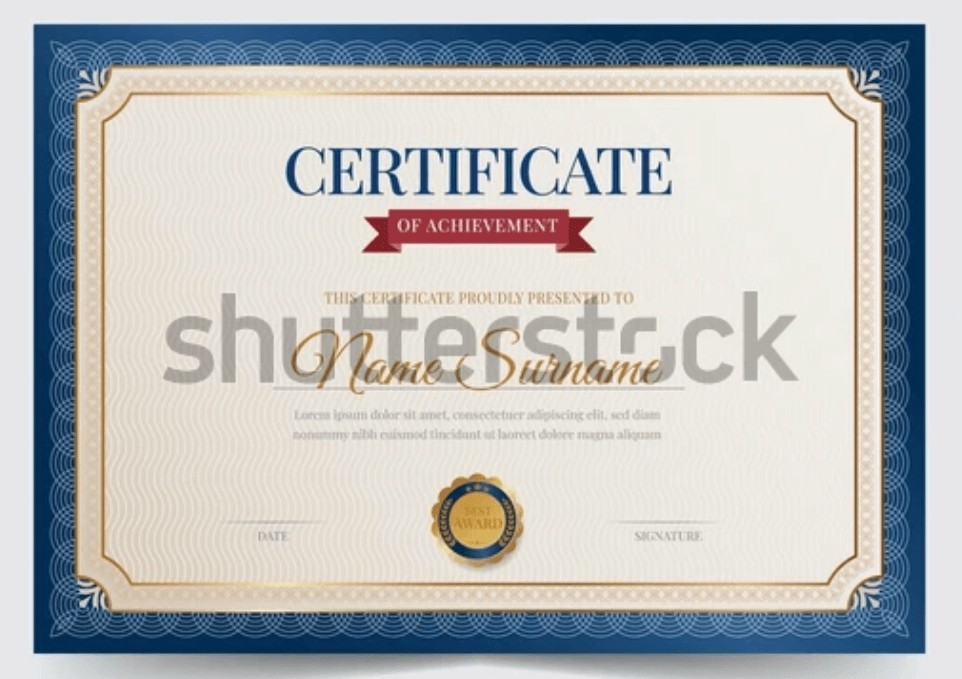 CERTIFICATE
OF ACHIEVEMENT
THIS CERTIFICATE PROUDLY PRESENTED TO
shutterstock
Name Surname
Lorem ipsum dolor sit amet, consectetuer adipiscing elit, sed diam
nonummy nibh euismod tincidunt ut laoreet dolore magna aliquam
BEST
AWARD
DATE
SIGNATURE